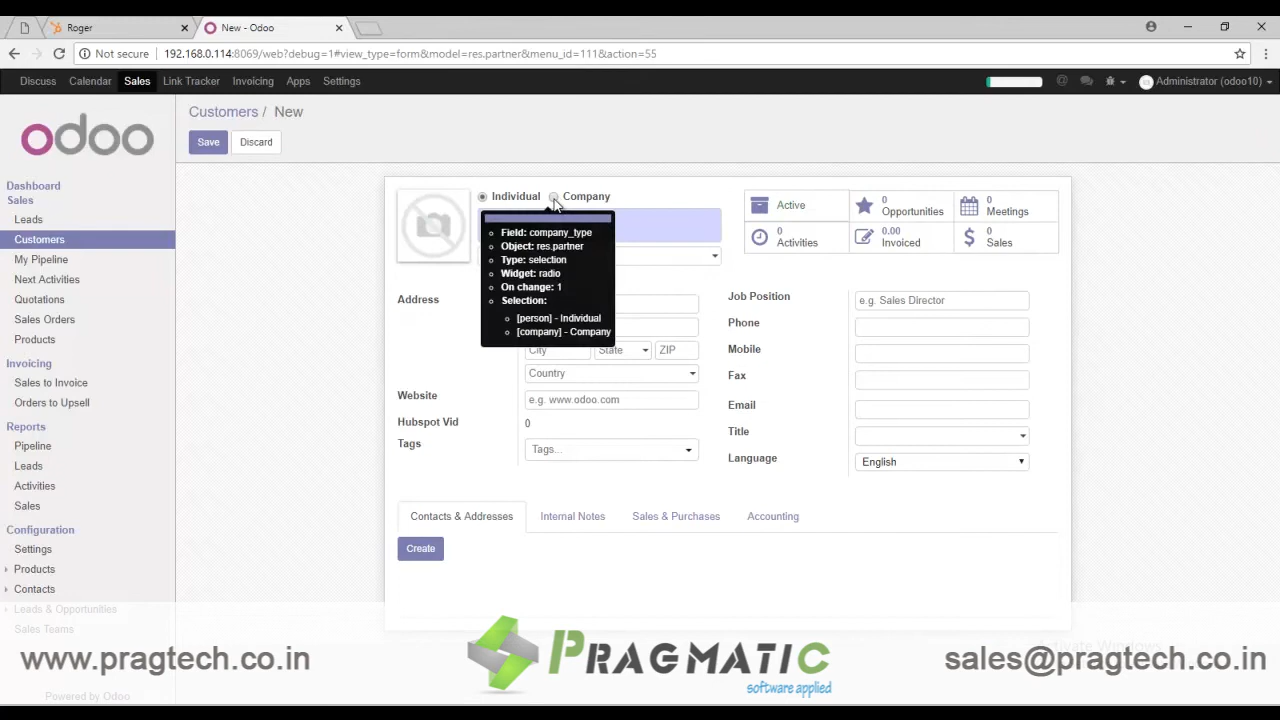 Roger
New - Odoo
Not secure
192.168.0.114:8069/web?debug=1#view_type=form&model=res.partner&menu_id=111&action=55
Discuss
Calendar
Sales
Link Tracker
Invoicing
Apps
Settings
Administrator (odoo10)
odoo
Customers / New
Save
Discard
Dashboard
Sales
Leads
Customers
My Pipeline
Next Activities
Quotations
Sales Orders
Products
Invoicing
Sales to Invoice
Orders to Upsell
Reports
Pipeline
Leads
Activities
Sales
Configuration
Settings
Products
Contacts
Leads & Opportunities
Sales Teams
Powered by Odoo
Individual
Company
Field: company_type
Object: res.partner
Type: selection
Widget: radio
On change: 1
Selection:
[person] - Individual
[company] - Company
Active
0
Opportunities
0
Meetings
0
Activities
0.00
Invoiced
0
Sales
Address
City
State
ZIP
Country
Website
e.g. www.odoo.com
Hubspot Vid
0
Tags
Tags...
Job Position
e.g. Sales Director
Phone
Mobile
Fax
Email
Title
Language
English
Contacts & Addresses
Internal Notes
Sales & Purchases
Accounting
Create
Activate Windows
www.pragtech.co.in
PRAGMATIC
software applied
sales@pragtech.co.in